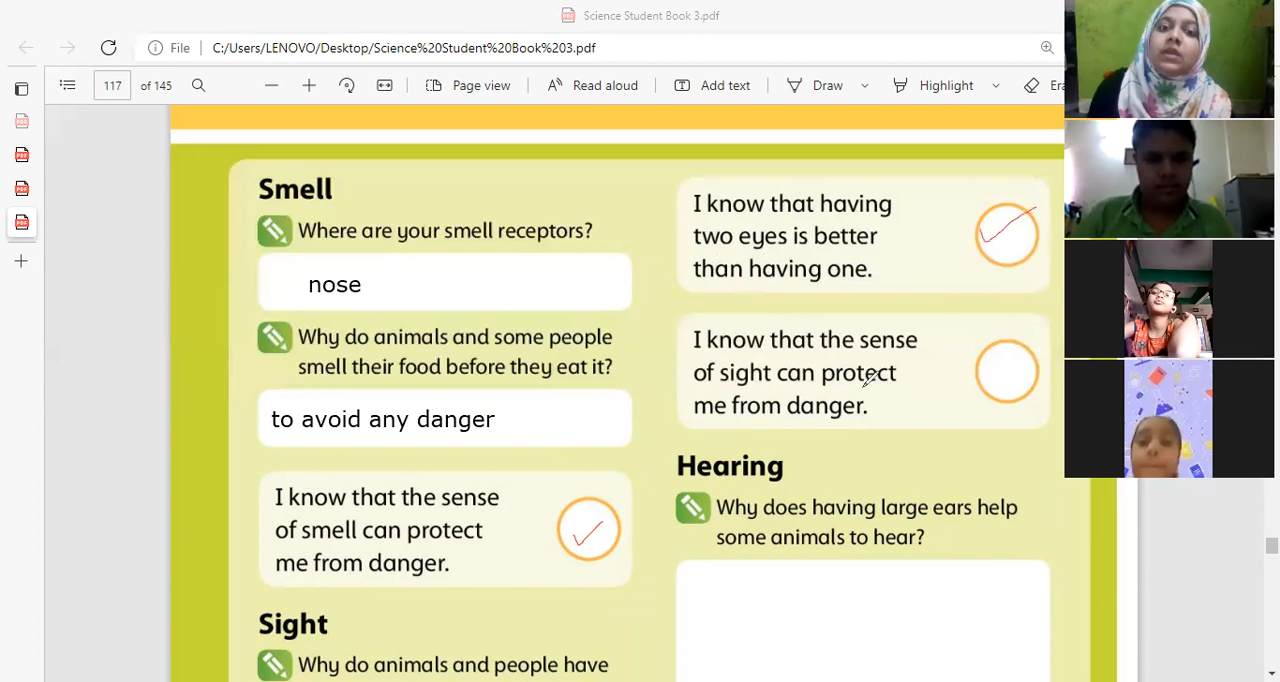 Science Student Book 3.pdf
File
C:/Users/LENOVO/Desktop/Science%20Student%20Book%203.pdf
117 of 145
Page view
Read aloud
Add text
Draw
Highlight
Smell
Where are your smell receptors?
nose
Why do animals and some people
smell their food before they eat it?
to avoid any danger
I know that the sense
of smell can protect
me from danger.
Sight
Why do animals and people have
I know that having
two eyes is better
than having one.
I know that the sense
of sight can protect
me from danger.
Hearing
Why does having large ears help
some animals to hear?